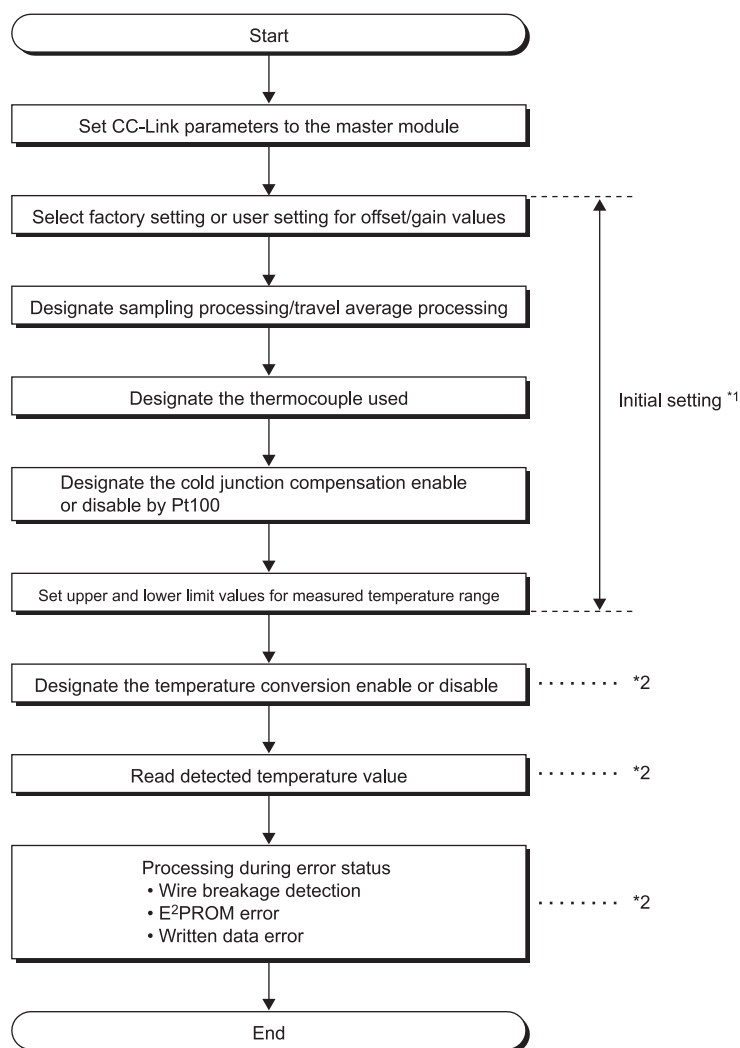 Start
Set CC-Link parameters to the master module
Select factory setting or user setting for offset/gain values
Designate sampling processing/travel average processing
Designate the thermocouple used
Initial setting *1
Designate the cold junction compensation enable
or disable by Pt100
Set upper and lower limit values for measured temperature range
Designate the temperature conversion enable or disable ········ *2
Read detected temperature value ········ *2
Processing during error status
• Wire breakage detection
• E²PROM error ········ *2
• Written data error
End